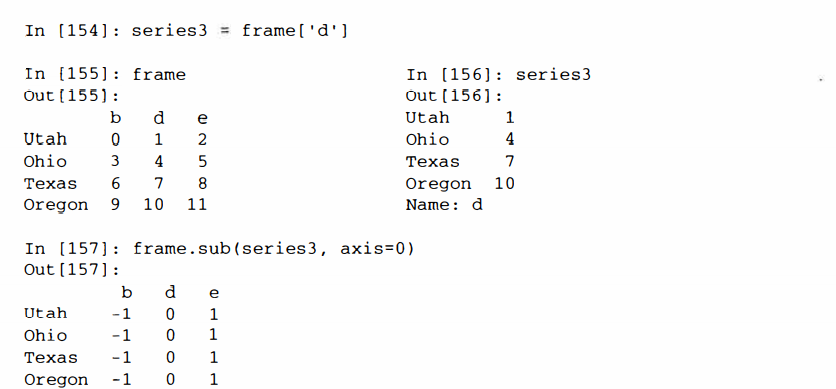 In [154]: series3 = frame['d']
In [155]: frame
Out[155]:
b d e
Utah 0 1 2
Ohio 3 4 5
Texas 6 7 8
Oregon 9 10 11
In [156]: series3
Out[156]:
Utah 1
Ohio 4
Texas 7
Oregon 10
Name: d
In [157]: frame.sub(series3, axis=0)
Out[157]:
b d e
Utah -1 0 1
Ohio -1 0 1
Texas -1 0 1
Oregon -1 0 1